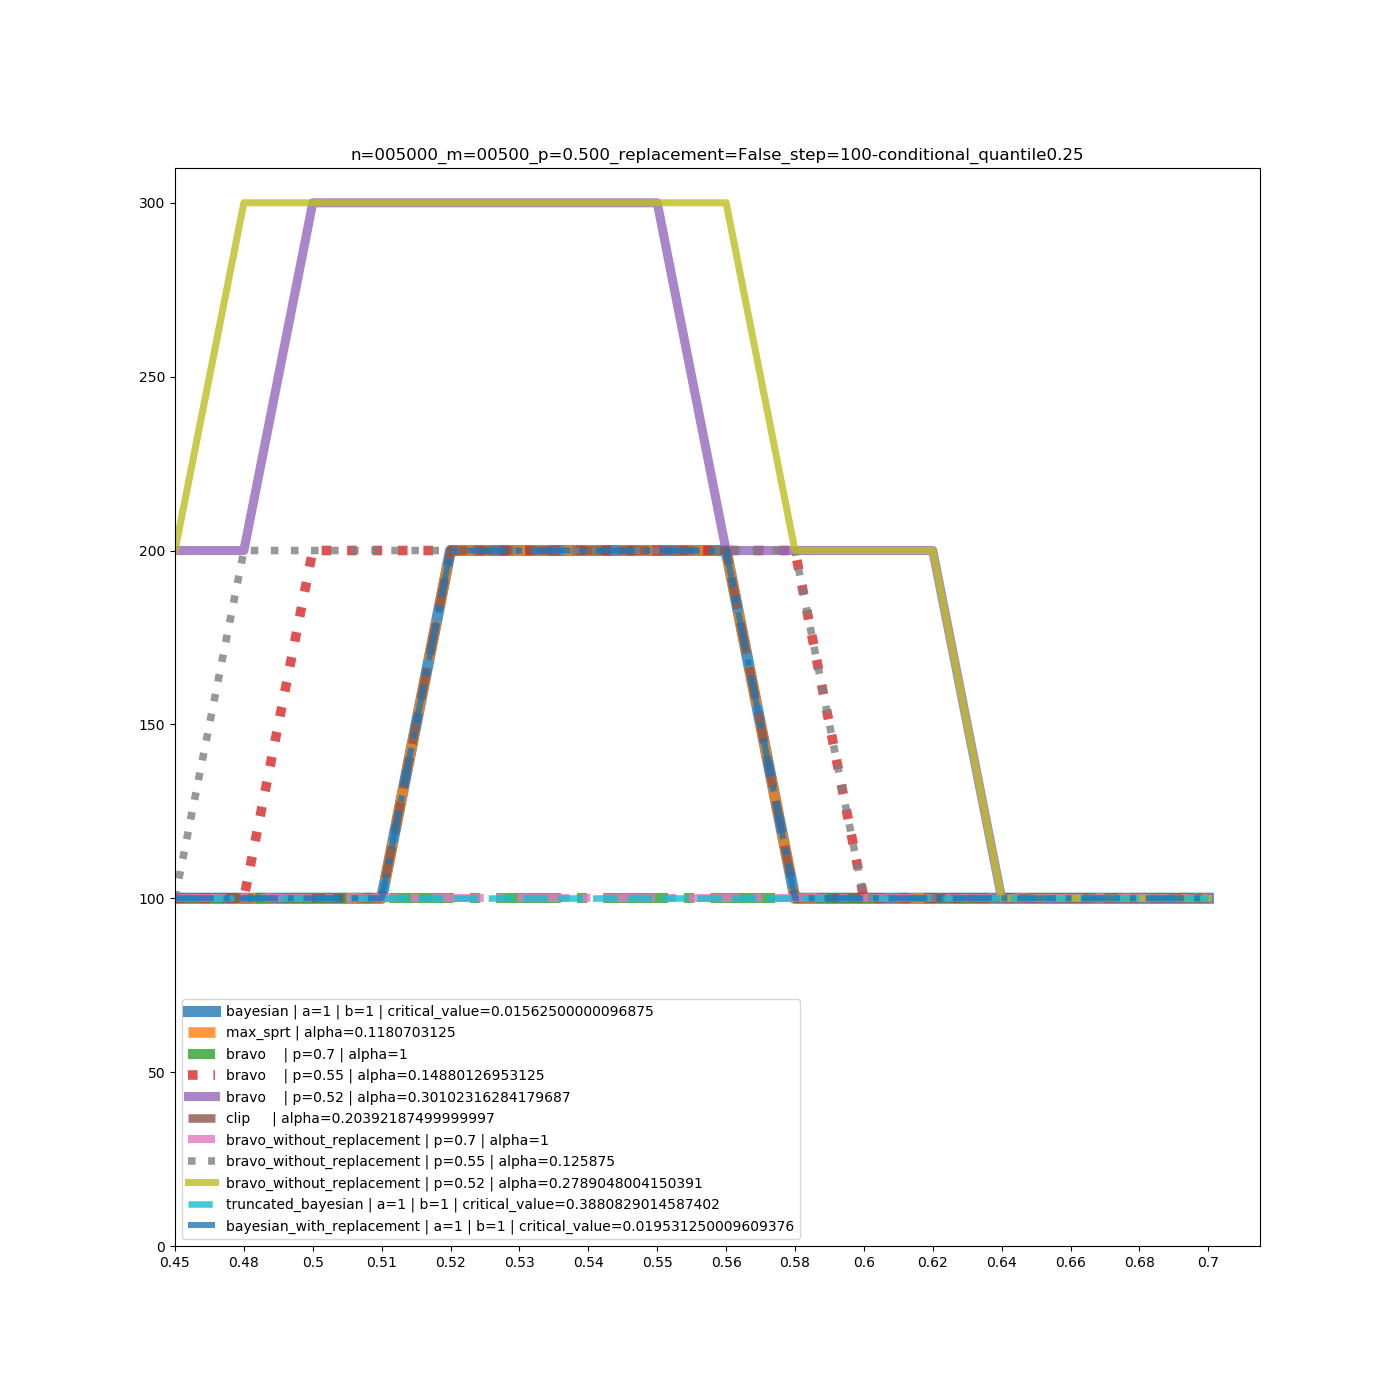 n=005000_m=00500_p=0.500_replacement=False_step=100-conditional_quantile0.25
300
250
200
150
100
50
0
bayesian | a=1 | b=1 | critical_value=0.01562500000096875
max_sprt | alpha=0.1180703125
bravo    | p=0.7 | alpha=1
bravo    | p=0.55 | alpha=0.14880126953125
bravo    | p=0.52 | alpha=0.30102316284179687
clip     | alpha=0.20392187499999997
bravo_without_replacement | p=0.7 | alpha=1
bravo_without_replacement | p=0.55 | alpha=0.125875
bravo_without_replacement | p=0.52 | alpha=0.2789048004150391
truncated_bayesian | a=1 | b=1 | critical_value=0.3880829014587402
bayesian_with_replacement | a=1 | b=1 | critical_value=0.019531250009609376
0.45 0.48 0.5 0.51 0.52 0.53 0.54 0.55 0.56 0.58 0.6 0.62 0.64 0.66 0.68 0.7